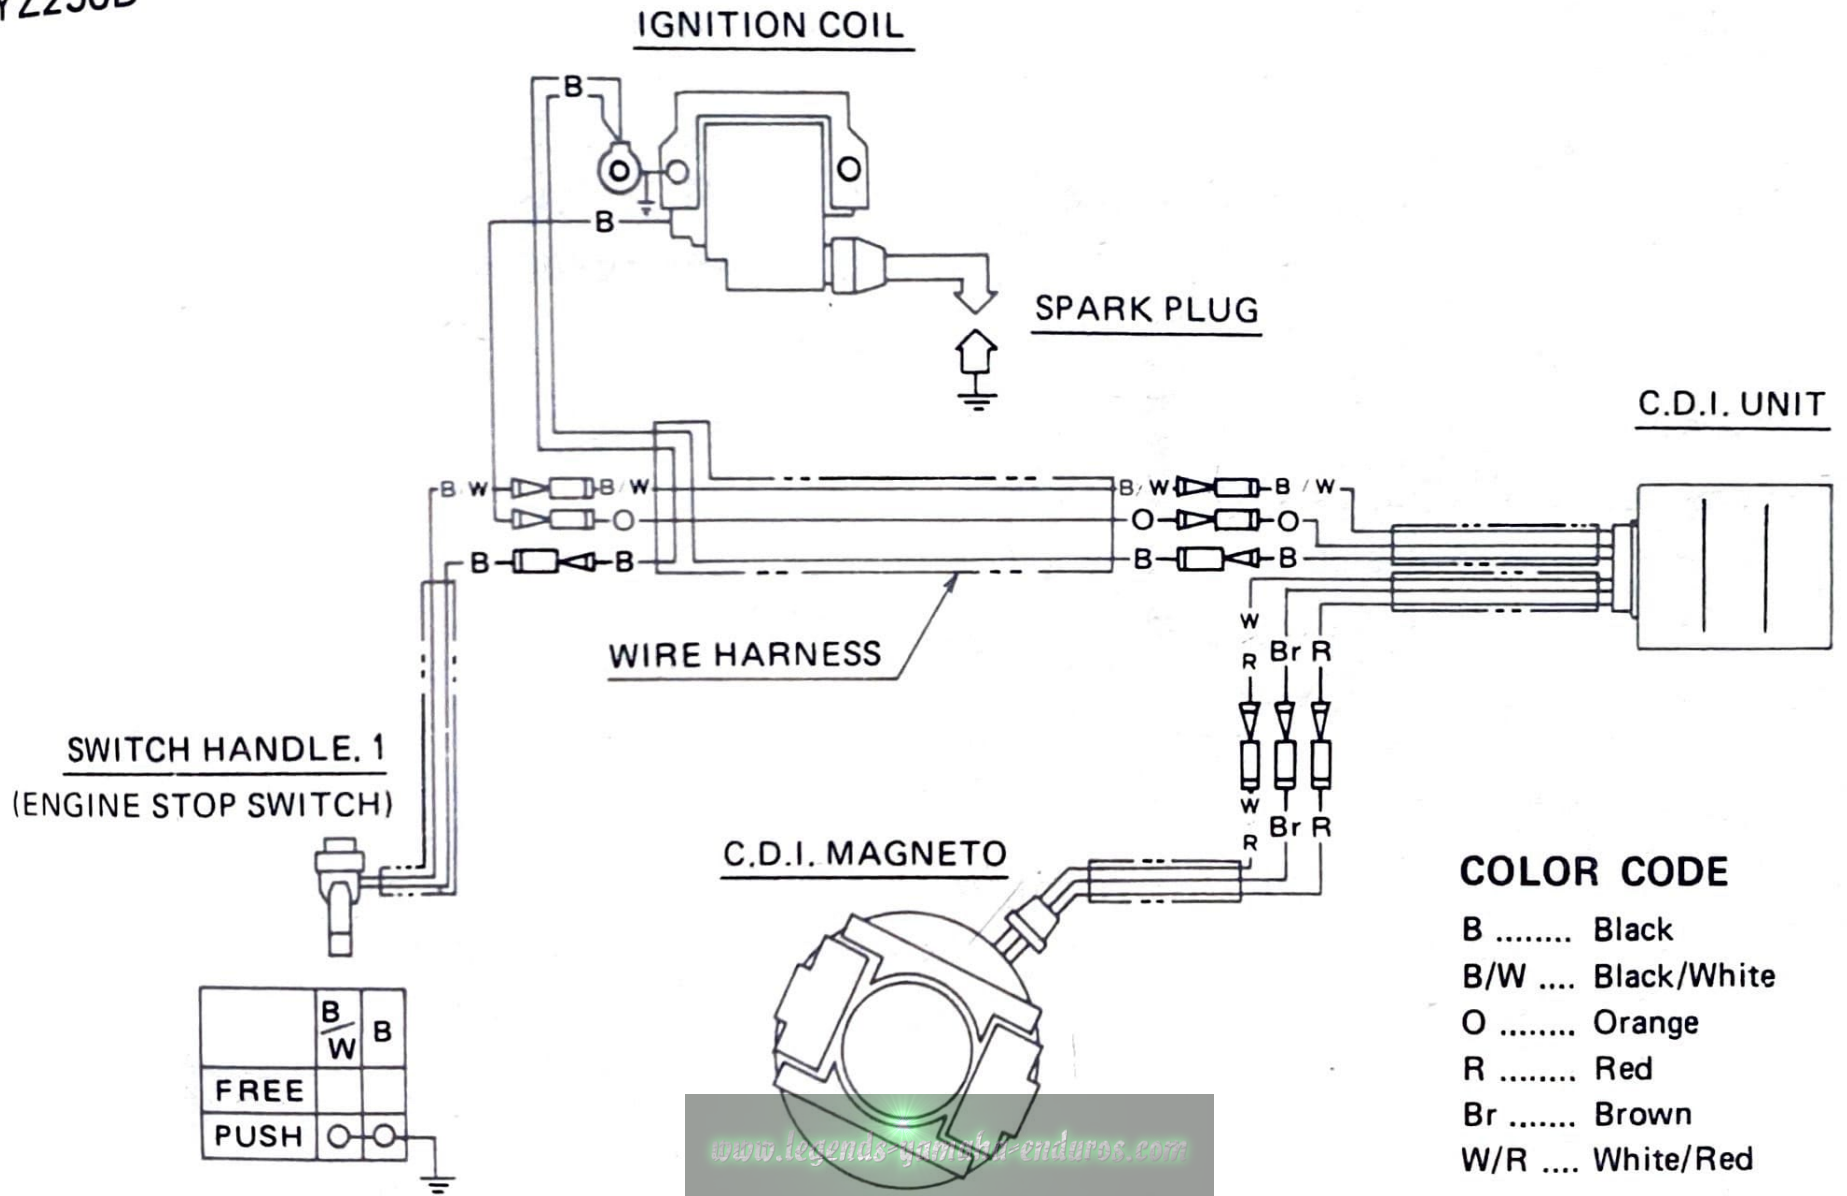 IGNITION COIL
B
B
SPARK PLUG
C.D.I. UNIT
B W B/W B/W B/W
O O O
B B B B
WIRE HARNESS
W
R Br R
SWITCH HANDLE. 1
(ENGINE STOP SWITCH)
W
R Br R
C.D.I. MAGNETO
B/W B
FREE
PUSH
COLOR CODE
B ........ Black
B/W .... Black/White
O ........ Orange
R ........ Red
Br ....... Brown
W/R .... White/Red
www.legends-yamaha-enduros.com